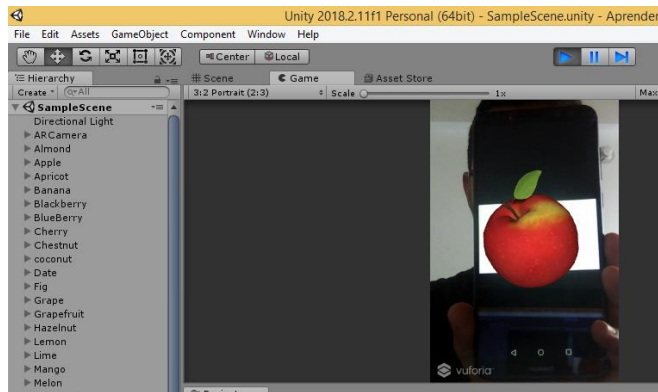 Unity 2018.2.11f1 Personal (64bit) - SampleScene.unity - Aprender
File Edit Assets GameObject Component Window Help
Center Local
Hierarchy
Scene Game Asset Store
Create All
3:2 Portrait (2:3) Scale 1x Max
SampleScene
Directional Light
ARCamera
Almond
Apple
Apricot
Banana
Blackberry
BlueBerry
Cherry
Chestnut
coconut
Date
Fig
Grape
Grapefruit
Hazelnut
Lemon
Lime
Mango
Melon
vuforia